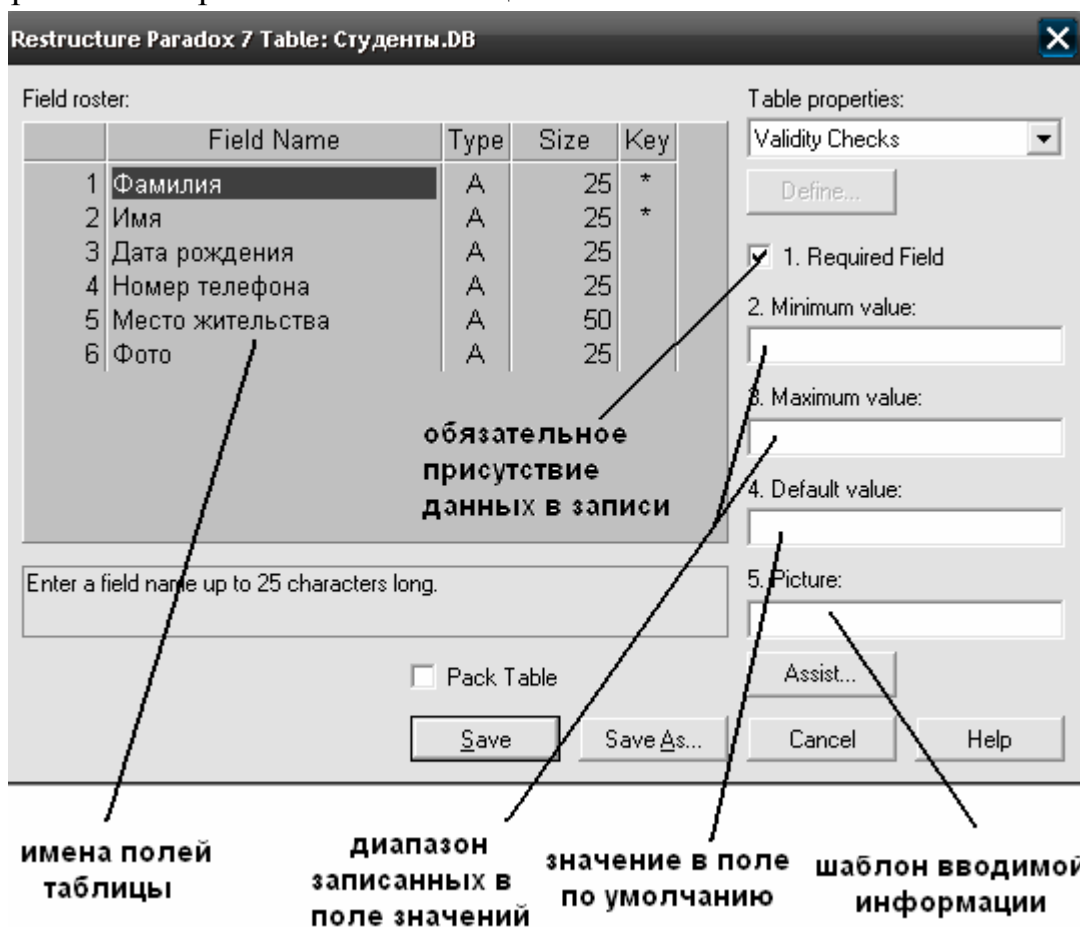 Restructure Paradox 7 Table: Студенты.DB
Field roster:
Field Name Type Size Key
1 Фамилия A 25 *
2 Имя A 25 *
3 Дата рождения A 25
4 Номер телефона A 25
5 Место жительства A 50
6 Фото A 25
Table properties:
Validity Checks
Define...
1. Required Field
2. Minimum value:
3. Maximum value:
4. Default value:
5. Picture:
Assist...
обязательное
присутствие
данных в записи
Enter a field name up to 25 characters long.
Pack Table
Save Save As... Cancel Help
имена полей
таблицы
диапазон
записанных в
поле значений
значение в поле
по умолчанию
шаблон вводимой
информации